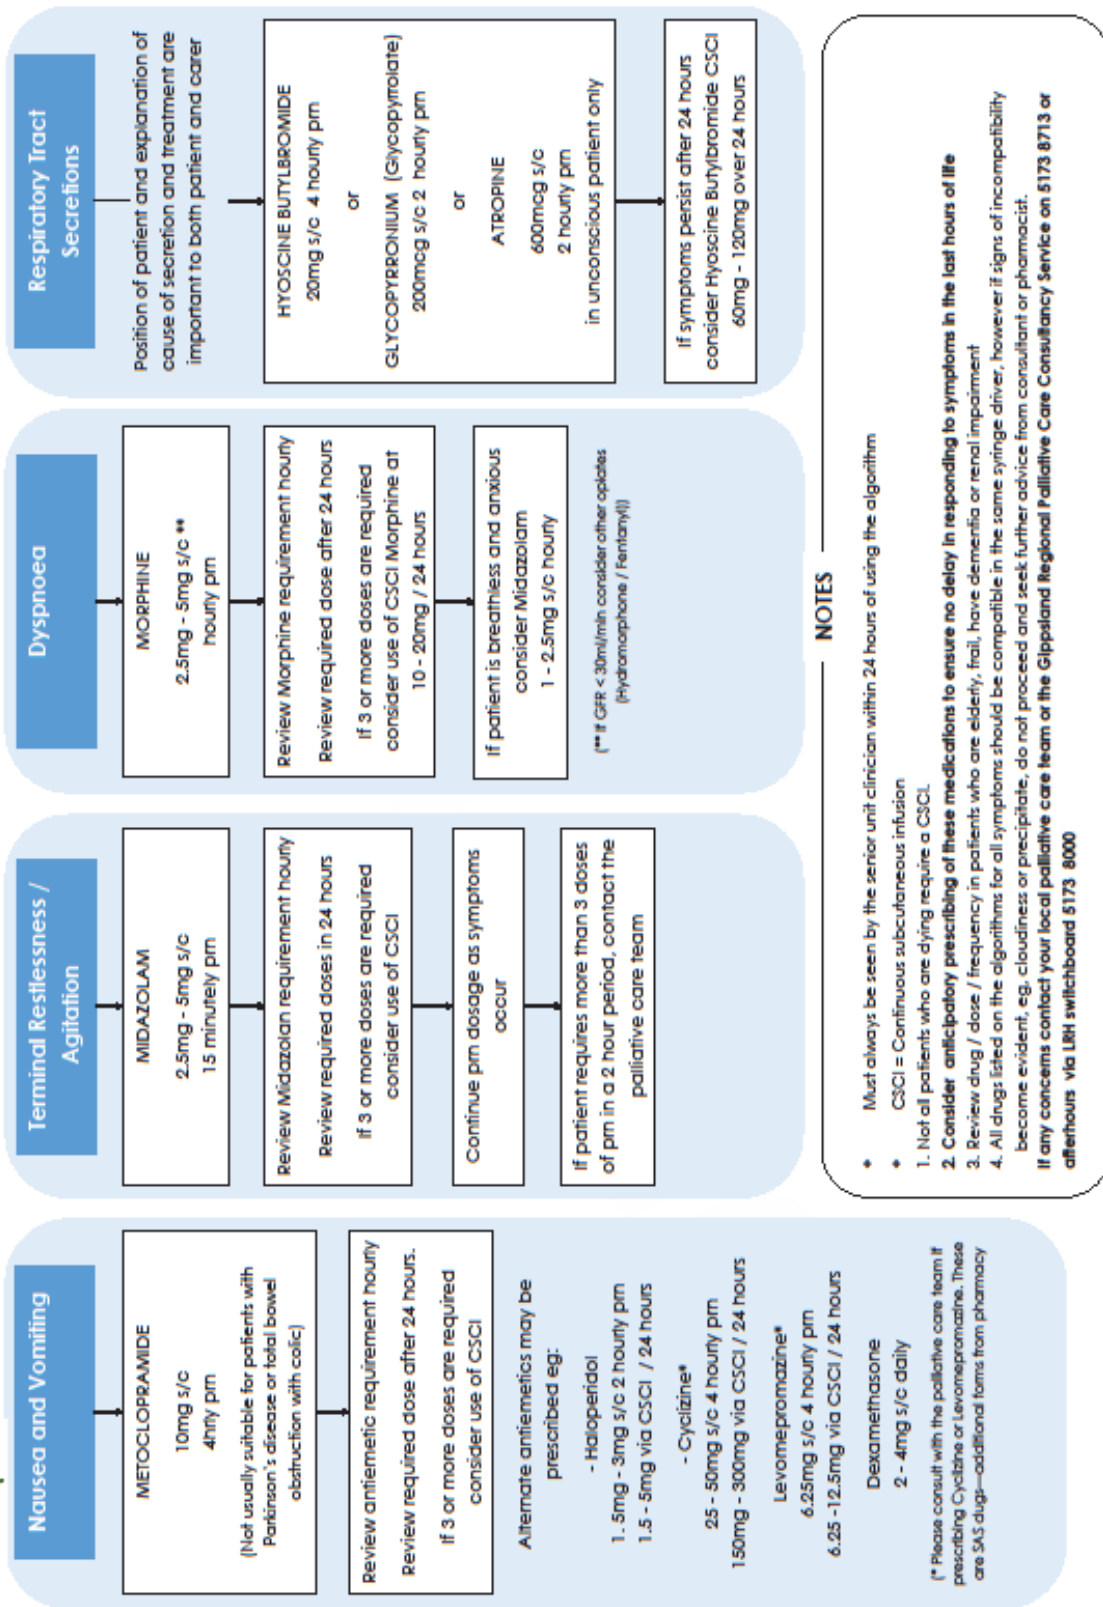 Nausea and Vomiting
METOCLOPRAMIDE
10mg s/c
4hrly prn
(Not usually suitable for patients with
Parkinson's disease or total bowel
obstruction with colic)
Review antiemetic requirement hourly
Review required dose after 24 hours.
If 3 or more doses are required
consider use of CSCI
Alternate antiemetics may be
prescribed eg:
- Haloperidol
1. 5mg - 3mg s/c 2 hourly prn
1.5 - 5mg via CSCI / 24 hours
- Cyclizine*
25 - 50mg s/c 4 hourly prn
150mg - 300mg via CSCI / 24 hours
Levomepromazine*
6.25mg s/c 4 hourly prn
6.25 -12.5mg via CSCI / 24 hours
Dexamethasone
2 - 4mg s/c daily
(* Please consult with the palliative care team if
prescribing Cyclizine or Levomepromazine. These
are SAS dugs—additional forms from pharmacy
Terminal Restlessness /
Agitation
MIDAZOLAM
2.5mg - 5mg s/c
15 minutely prn
Review Midazolan requirement hourly
Review required doses in 24 hours
If 3 or more doses are required
consider use of CSCI
Continue prn dosage as symptoms
occur
If patient requires more than 3 doses
of prn in a 2 hour period, contact the
palliative care team
Dyspnoea
MORPHINE
2.5mg - 5mg s/c **
hourly prn
Review Morphine requirement hourly
Review required dose after 24 hours
If 3 or more doses are required
consider use of CSCI Morphine at
10 - 20mg / 24 hours
If patient is breathless and anxious
consider Midazolam
1 - 2.5mg s/c hourly
(** If GFR < 30ml/min consider other opiates
(Hydromorphone / Fentanyl))
Respiratory Tract
Secretions
Position of patient and explanation of
cause of secretion and treatment are
important to both patient and carer
HYOSCINE BUTYLBROMIDE
20mg s/c 4 hourly prn
or
GLYCOPYRRONIUM (Glycopyrrolate)
200mcg s/c 2 hourly prn
or
ATROPINE
600mcg s/c
2 hourly prn
in unconscious patient only
If symptoms persist after 24 hours
consider Hyoscine Butylbromide CSCI
60mg - 120mg over 24 hours
NOTES
• Must always be seen by the senior unit clinician within 24 hours of using the algorithm
• CSCI = Continuous subcutaneous infusion
1. Not all patients who are dying require a CSCI.
2. Consider anticipatory prescribing of these medications to ensure no delay in responding to symptoms in the last hours of life
3. Review drug / dose / frequency in patients who are elderly, frail, have dementia or renal impairment
4. All drugs listed on the algorithms for all symptoms should be compatible in the same syringe driver, however if signs of incompatibility
become evident, eg, cloudiness or precipitate, do not proceed and seek further advice from consultant or pharmacist.
If any concerns contact your local palliative care team or the Gippsland Regional Palliative Care Consultancy Service on 5173 8713 or
afterhours via LRH switchboard 5173 8000